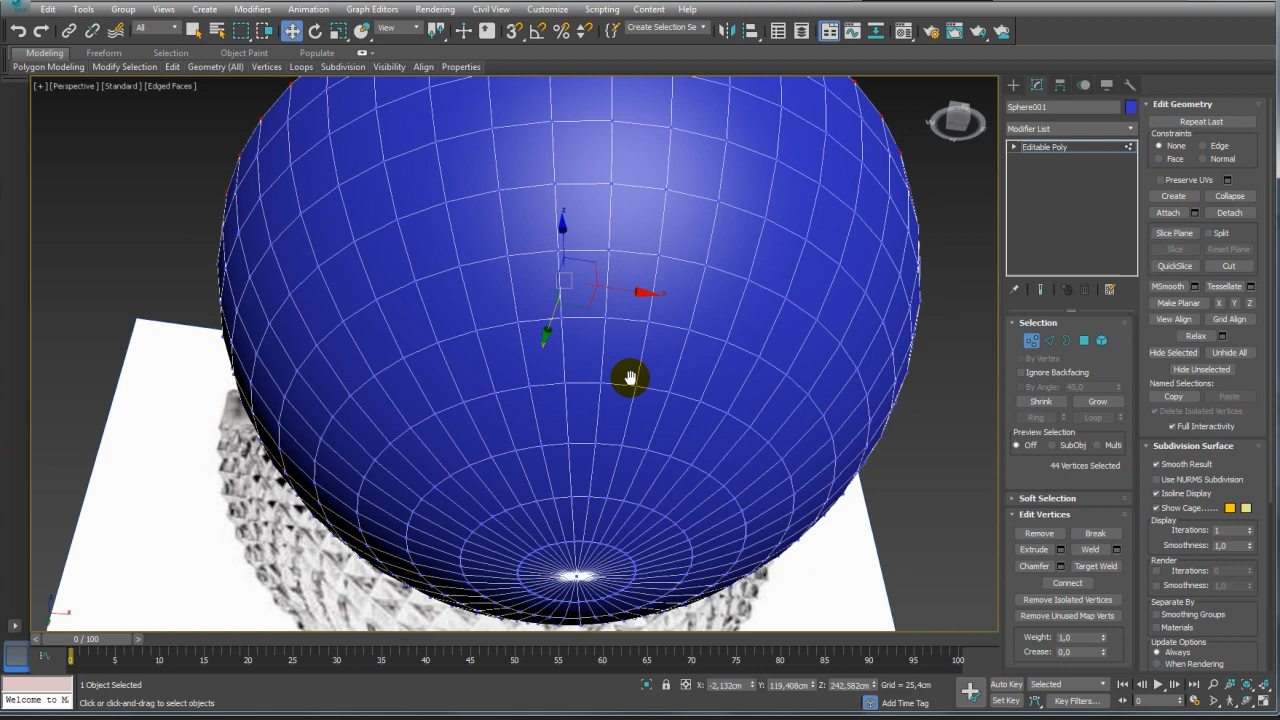 Edit Tools Group Views Create Modifiers Animation Graph Editors Rendering Civil View Customize Scripting Content Help
All View Create Selection Se
Modeling Freeform Selection Object Paint Populate
Polygon Modeling Modify Selection Edit Geometry (All) Vertices Loops Subdivision Visibility Align Properties
[+] [Perspective] [Standard] [Edged Faces]
Sphere001
Modifier List
Editable Poly
Selection
By Vertex
Ignore Backfacing
By Angle: 45,0
Shrink Grow
Ring Loop
Preview Selection
Off SubObj Multi
44 Vertices Selected
Soft Selection
Edit Vertices
Remove Break
Extrude Weld
Chamfer Target Weld
Connect
Remove Isolated Vertices
Remove Unused Map Verts
Weight: 1,0
Crease: 0,0
Edit Geometry
Repeat Last
Constraints
None Edge
Face Normal
Preserve UVs
Create Collapse
Attach Detach
Slice Plane Split
Slice Reset Plane
QuickSlice Cut
MSmooth Tessellate
Make Planar X Y Z
View Align Grid Align
Relax
Hide Selected Unhide All
Hide Unselected
Named Selections:
Copy Paste
Delete Isolated Vertices
Full Interactivity
Subdivision Surface
Smooth Result
Use NURMS Subdivision
Isoline Display
Show Cage......
Display
Iterations: 1
Smoothness: 1,0
Render
Iterations: 0
Smoothness: 1,0
Separate By
Smoothing Groups
Materials
Update Options
Always
When Rendering
0 / 100
0 5 10 15 20 25 30 35 40 45 50 55 60 65 70 75 80 85 90 95 100
1 Object Selected X: -2,132cm Y: 119,408cm Z: 242,582cm Grid = 25,4cm Auto Key Selected
Welcome to M Click or click-and-drag to select objects Add Time Tag Set Key Key Filters... 0